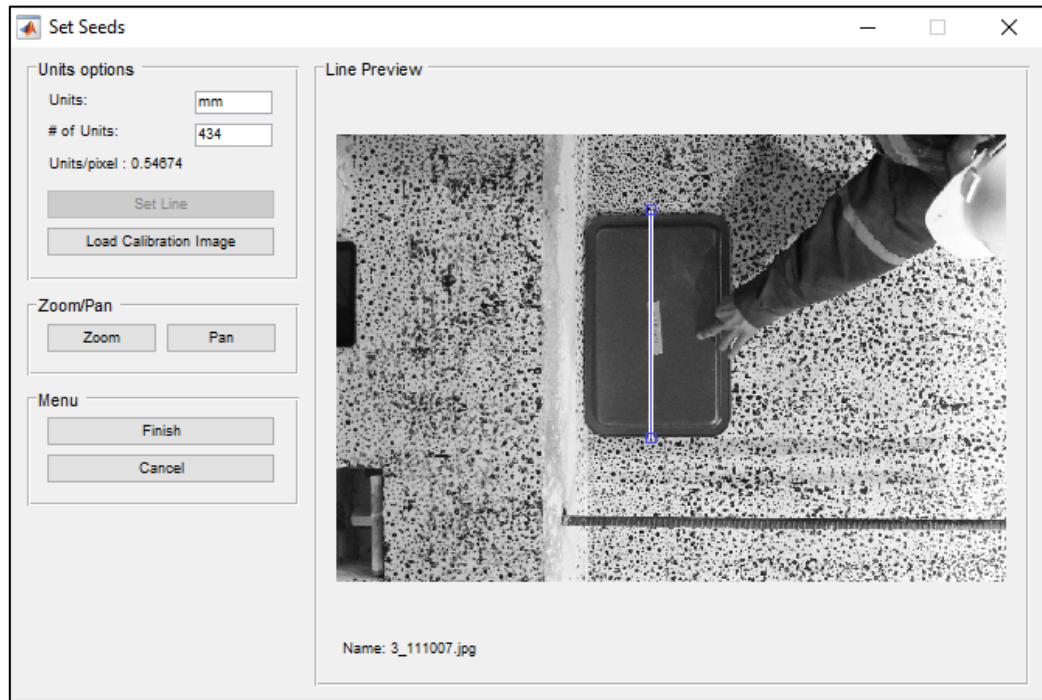 Set Seeds
Units options
Units: mm
# of Units: 434
Units/pixel : 0.54674
Set Line
Load Calibration Image
Zoom/Pan
Zoom Pan
Menu
Finish
Cancel
Line Preview
Name: 3_111007.jpg